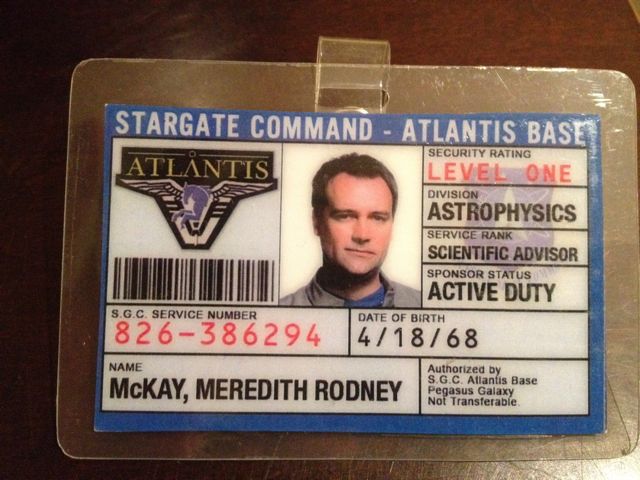 STARGATE COMMAND - ATLANTIS BASE
ATLANTIS
SECURITY RATING
LEVEL ONE
DIVISION
ASTROPHYSICS
SERVICE RANK
SCIENTIFIC ADVISOR
SPONSOR STATUS
ACTIVE DUTY
S.G.C. SERVICE NUMBER
826-386294
DATE OF BIRTH
4/18/68
NAME
McKAY, MEREDITH RODNEY
Authorized by
S.G.C. Atlantis Base
Pegasus Galaxy
Not Transferable.